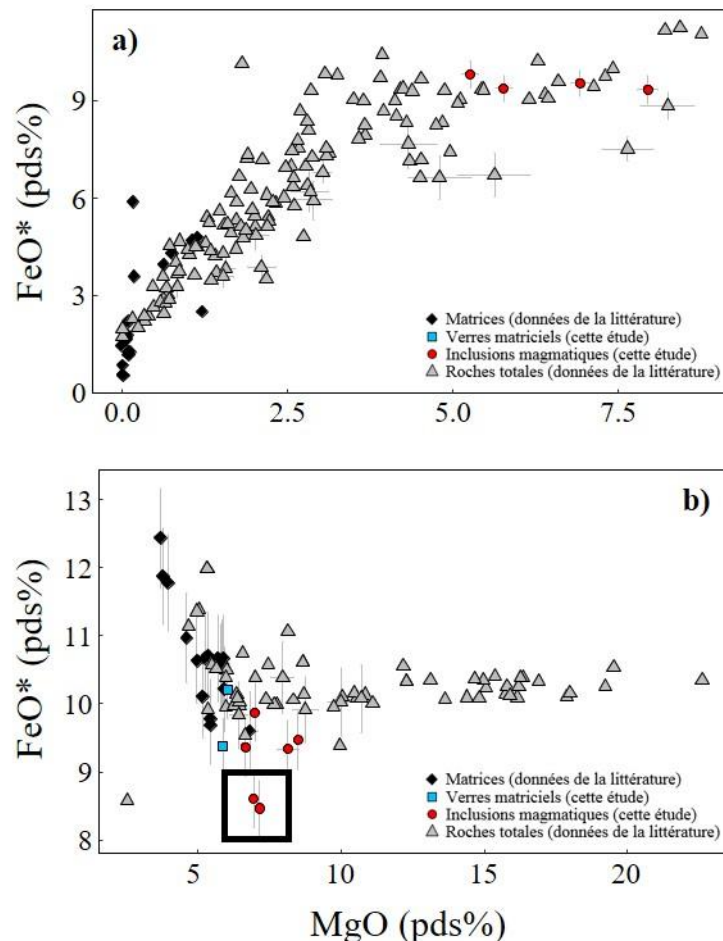 a)
FeO* (pds%)
9
6
3
0
Matrices (données de la littérature)
Verres matriciels (cette étude)
Inclusions magmatiques (cette étude)
Roches totales (données de la littérature)
0.0 2.5 5.0 7.5
b)
FeO* (pds%)
13
12
11
10
9
8
Matrices (données de la littérature)
Verres matriciels (cette étude)
Inclusions magmatiques (cette étude)
Roches totales (données de la littérature)
5 10 15 20
MgO (pds%)